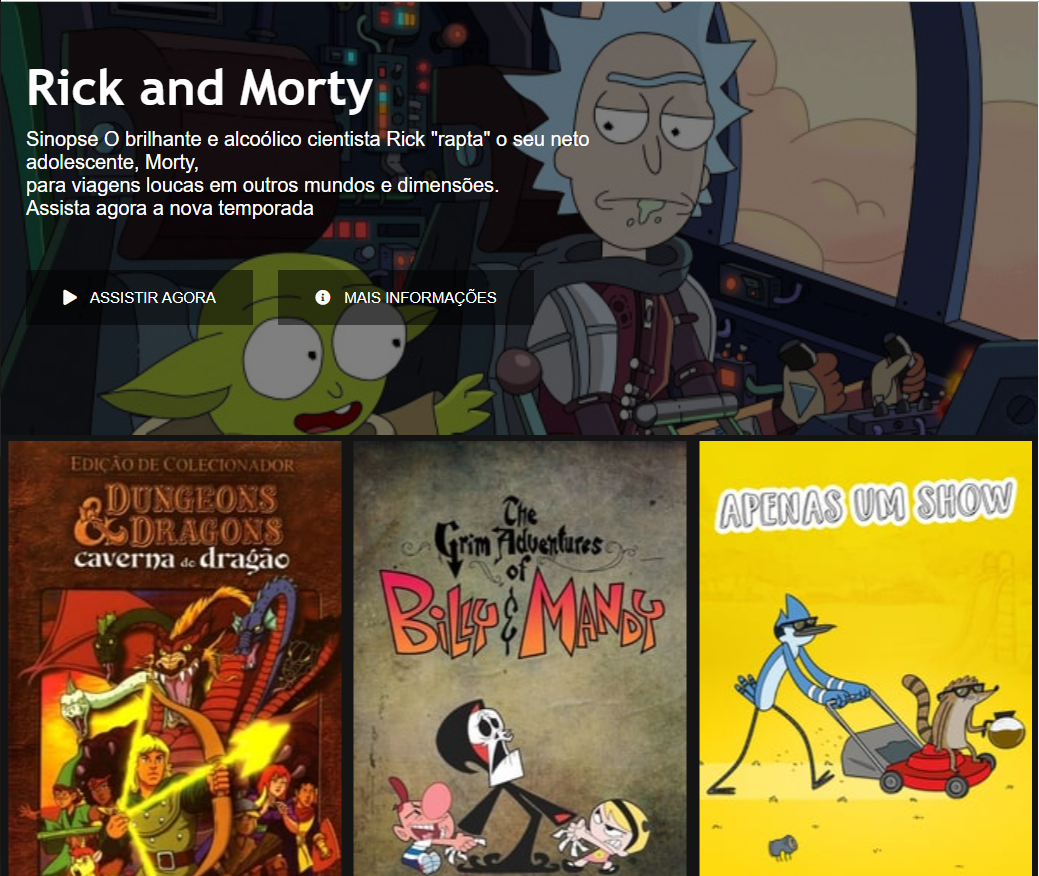 Rick and Morty
Sinopse O brilhante e alcoólico cientista Rick "rapta" o seu neto
adolescente, Morty,
para viagens loucas em outros mundos e dimensões.
Assista agora a nova temporada
ASSISTIR AGORA
MAIS INFORMAÇÕES
EDIÇÃO DE COLECIONADOR
DUNGEONS
& DRAGONS
caverna do dragão
The
Grim Adventures
of
BILLY & MANDY
APENAS UM SHOW